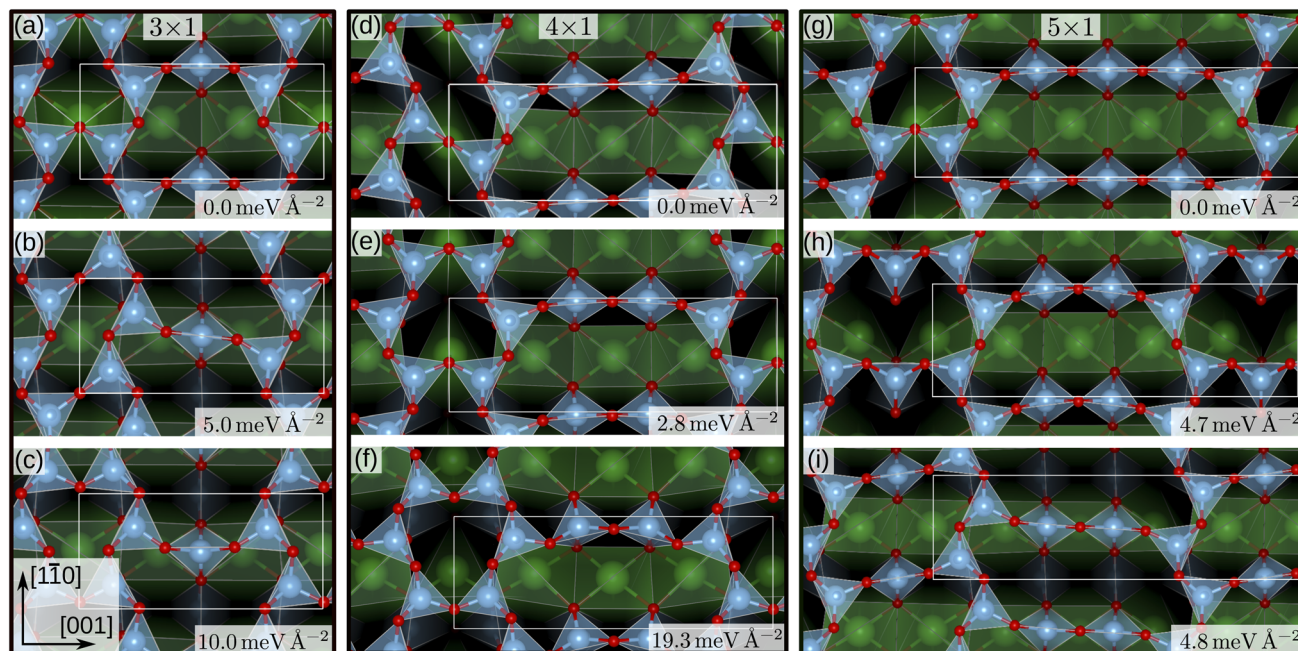 (a) 3×1
0.0 meV Å⁻²
(b)
5.0 meV Å⁻²
(c)
[11̄0]
[001]
10.0 meV Å⁻²
(d) 4×1
0.0 meV Å⁻²
(e)
2.8 meV Å⁻²
(f)
19.3 meV Å⁻²
(g) 5×1
0.0 meV Å⁻²
(h)
4.7 meV Å⁻²
(i)
4.8 meV Å⁻²